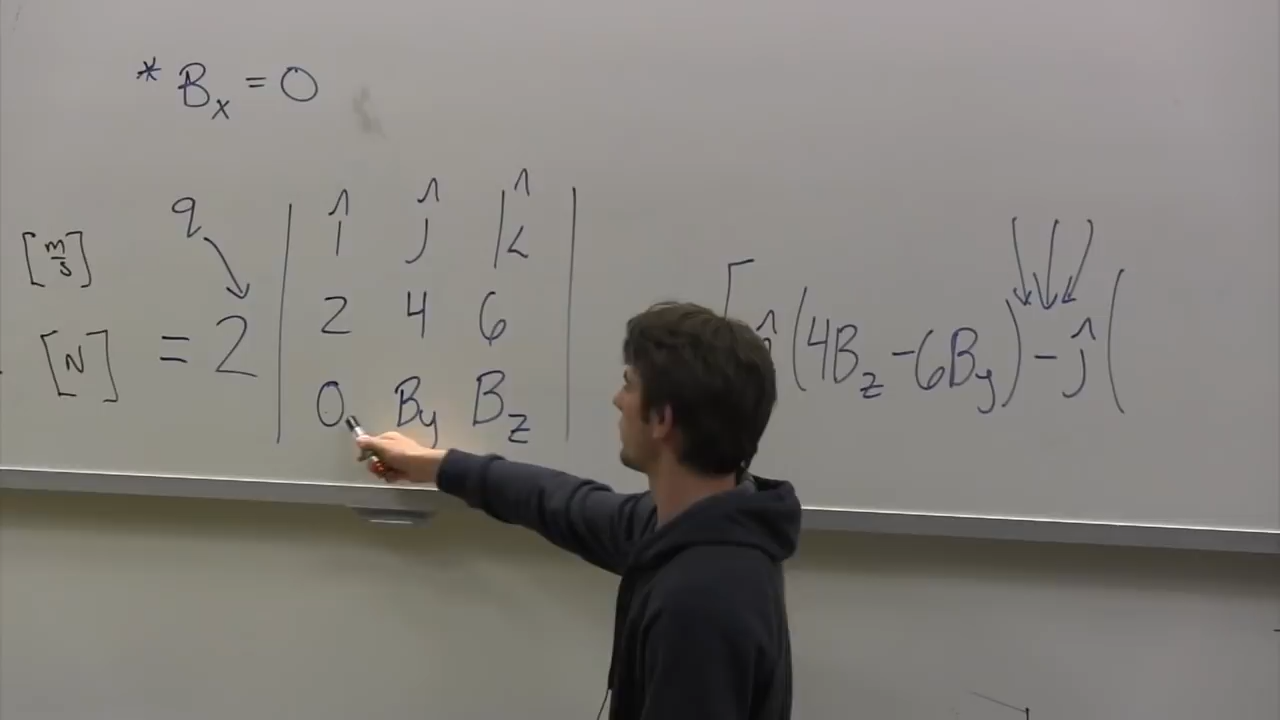 * Bx = 0
q
[m/s]
î ĵ k̂
2 4 6
[N] = 2
0 By Bz
[î(4Bz - 6By) - ĵ(